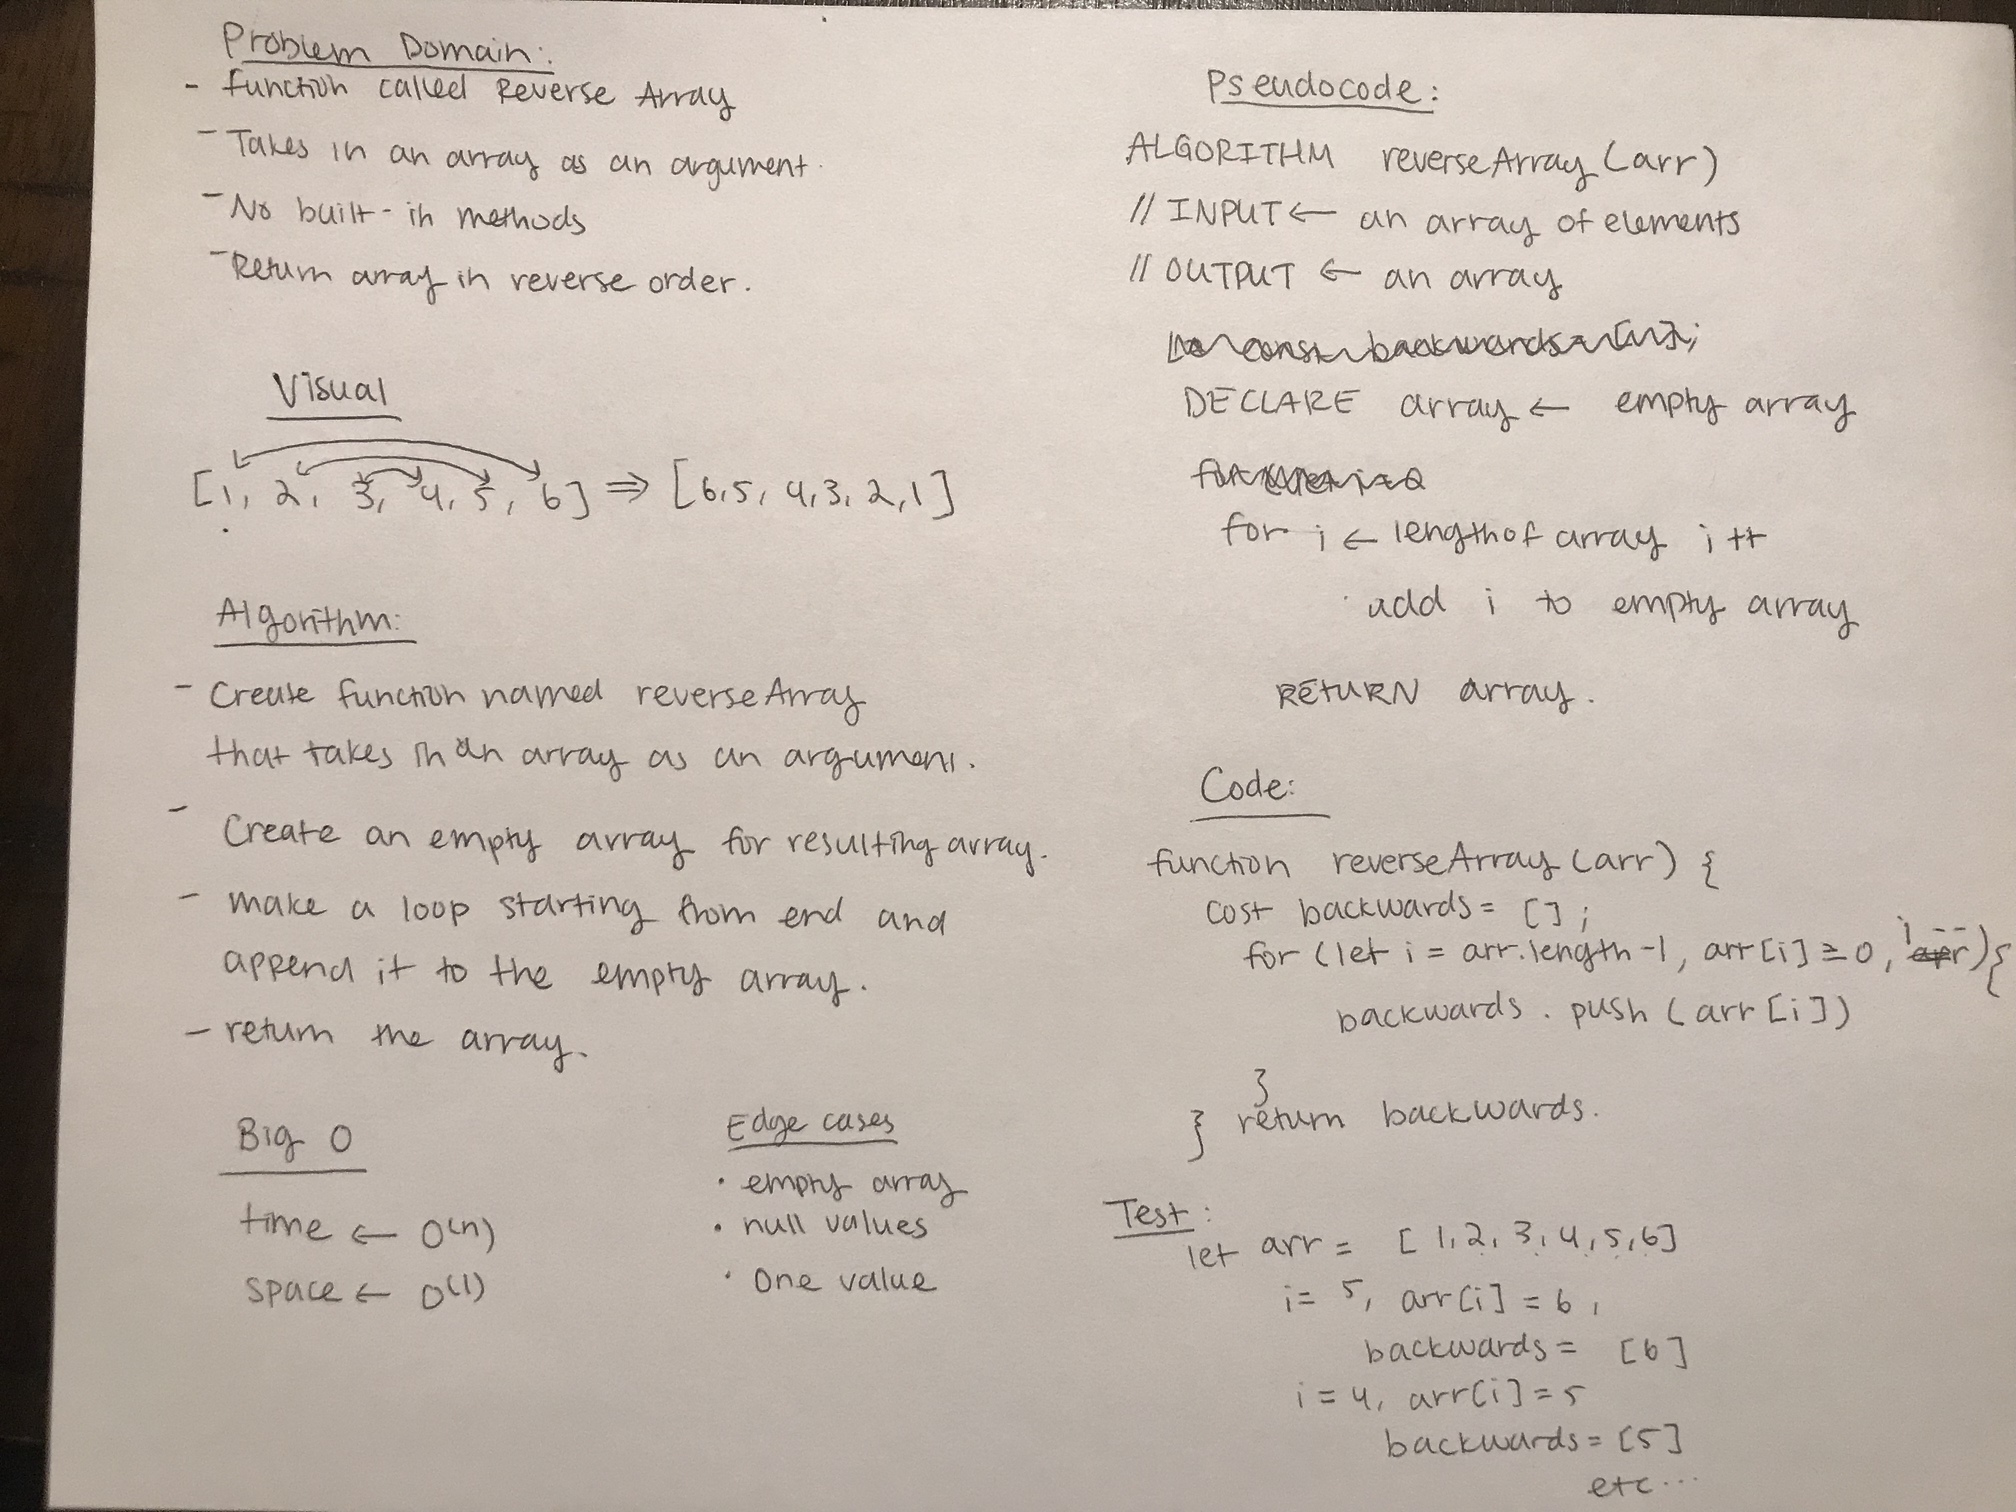 Problem Domain:
- function called Reverse Array
- Takes in an array as an argument.
- No built-in methods
- Return array in reverse order.
Visual
[1, 2, 3, 4, 5, 6] ⇒ [6,5, 4,3, 2,1]
Algorithm:
- Create function named reverseArray
that takes in an array as an argument.
- Create an empty array for resulting array.
- make a loop starting from end and
append it to the empty array.
- return the array.
Big O
time ← O(n)
space ← O(1)
Edge cases
• empty array
• null values
• One value
Pseudocode:
ALGORITHM reverseArray (arr)
// INPUT ← an array of elements
// OUTPUT ← an array
const backwards = [];
DECLARE array ← empty array
for let i = 0
for i ← length of array i ++
add i to empty array
RETURN array.
Code:
function reverseArray (arr) {
cost backwards = [];
for (let i = arr.length -1, arr[i] ≥ 0, i--) {
backwards . push (arr [i])
}
return backwards.
}
Test:
let arr = [1,2,3,4,5,6]
i= 5, arr[i] = 6,
backwards = [6]
i = 4, arr[i] = 5
backwards = [5]
etc...